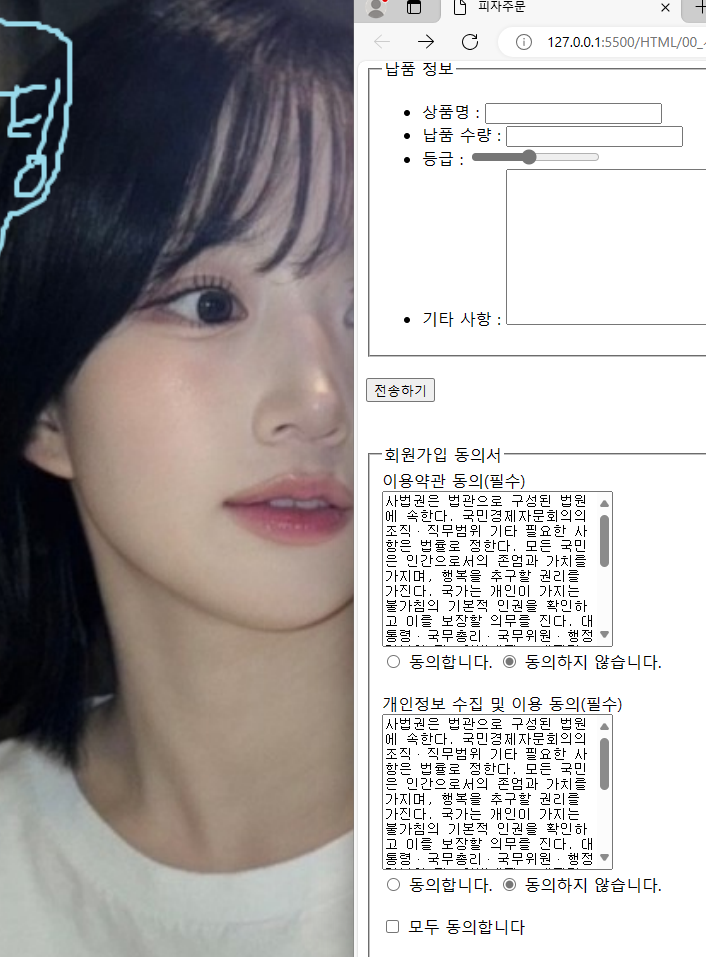 피자주문
127.0.0.1:5500/HTML/00_
납품 정보
상품명 :
납품 수량 :
등급 :
기타 사항 :
전송하기
회원가입 동의서
이용약관 동의(필수)
사법권은 법관으로 구성된 법원
에 속한다. 국민경제자문회의의
조직·직무범위 기타 필요한 사
항은 법률로 정한다. 모든 국민
은 인간으로서의 존엄과 가치를
가지며, 행복을 추구할 권리를
가진다. 국가는 개인이 가지는
불가침의 기본적 인권을 확인하
고 이를 보장할 의무를 진다. 대
통령·국무총리·국무위원·행정
동의합니다. 동의하지 않습니다.
개인정보 수집 및 이용 동의(필수)
사법권은 법관으로 구성된 법원
에 속한다. 국민경제자문회의의
조직·직무범위 기타 필요한 사
항은 법률로 정한다. 모든 국민
은 인간으로서의 존엄과 가치를
가지며, 행복을 추구할 권리를
가진다. 국가는 개인이 가지는
불가침의 기본적 인권을 확인하
고 이를 보장할 의무를 진다. 대
통령·국무총리·국무위원·행정
동의합니다. 동의하지 않습니다.
모두 동의합니다